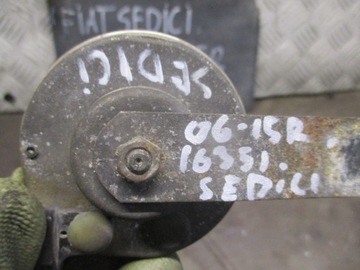 FIAT SEDICI.
SEDICI
06-15R.
16351.
SEDICI